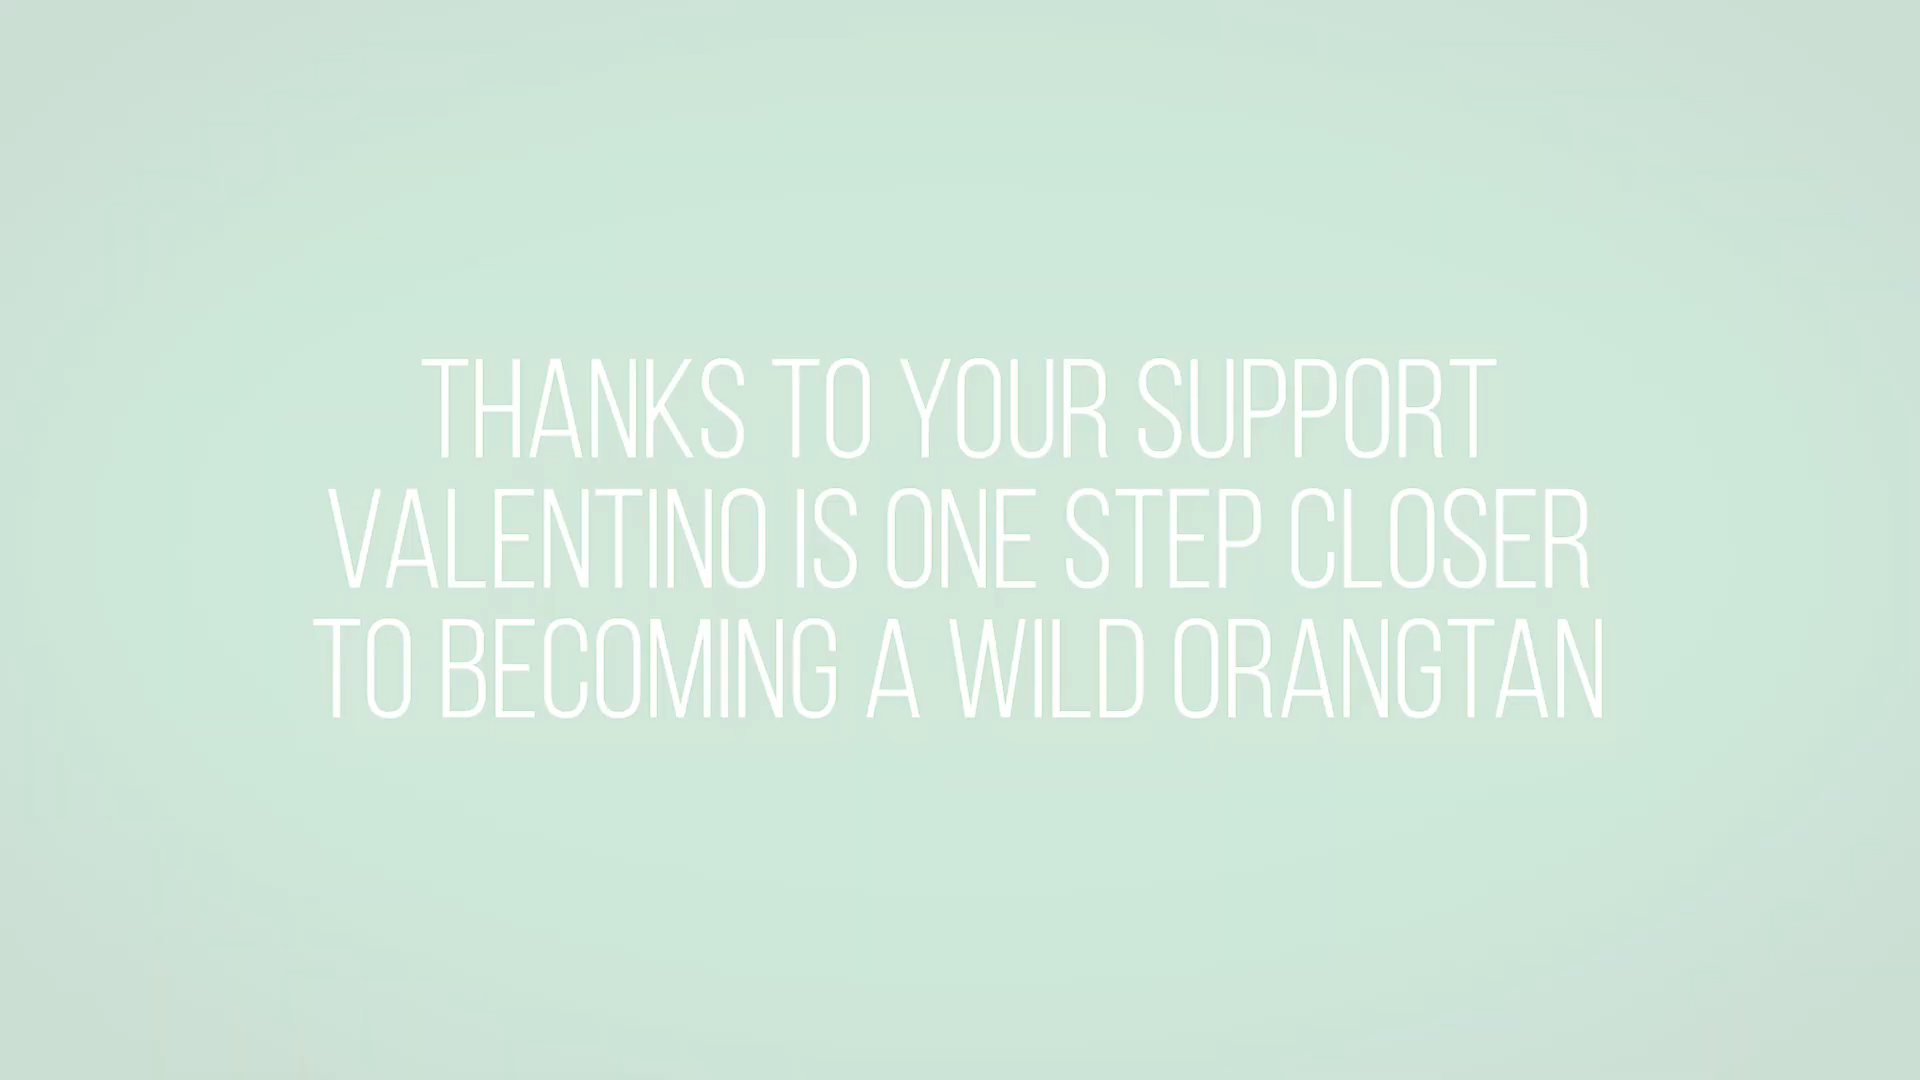 THANKS TO YOUR SUPPORT
VALENTINO IS ONE STEP CLOSER
TO BECOMING A WILD ORANGTAN